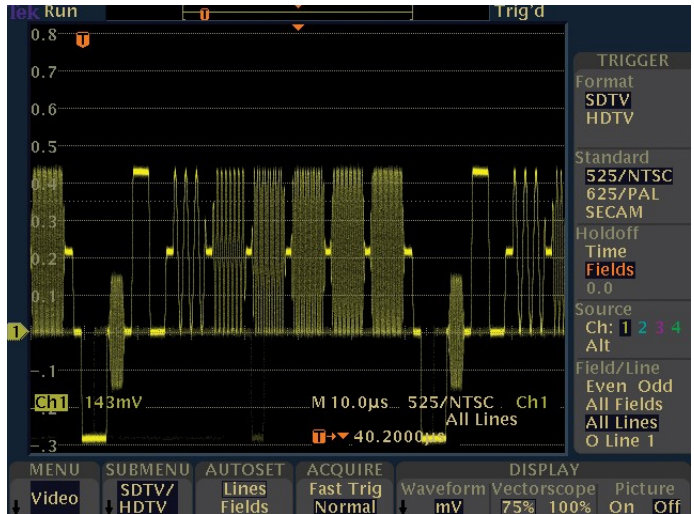 Tek Run Trig'd
T
T
0.8
0.7
0.6
0.5
0.4
0.3
0.2
0.1
1
-.1
-.3
Ch1 143mV M 10.0µs 525/NTSC Ch1
All Lines
T→▼ 40.2000µs
TRIGGER
Format
SDTV
HDTV
Standard
525/NTSC
625/PAL
SECAM
Holdoff
Time
Fields
0.0
Source
Ch: 1 2 3 4
Alt
Field/Line
Even Odd
All Fields
All Lines
O Line 1
MENU SUBMENU AUTOSET ACQUIRE DISPLAY
Video
SDTV/
HDTV
Lines
Fields
Fast Trig
Normal
Waveform Vectorscope Picture
mV 75% 100% On Off